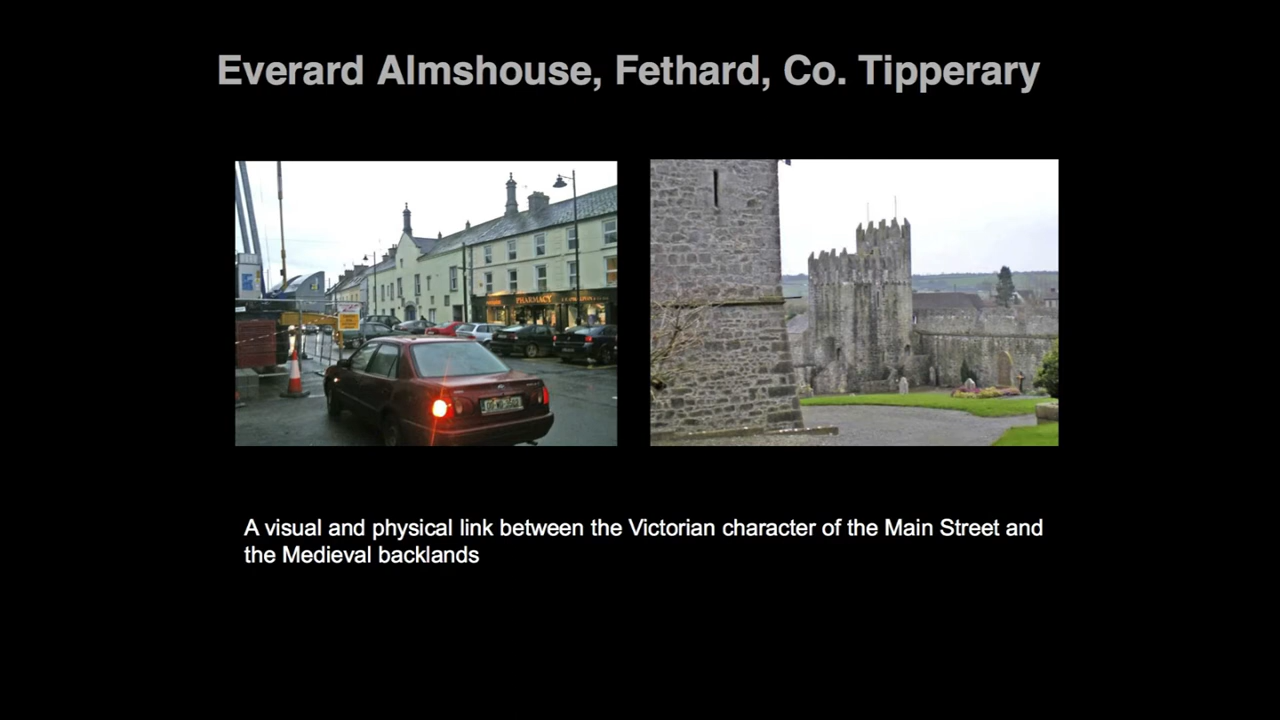 Everard Almshouse, Fethard, Co. Tipperary
PHARMACY
A visual and physical link between the Victorian character of the Main Street and
the Medieval backlands